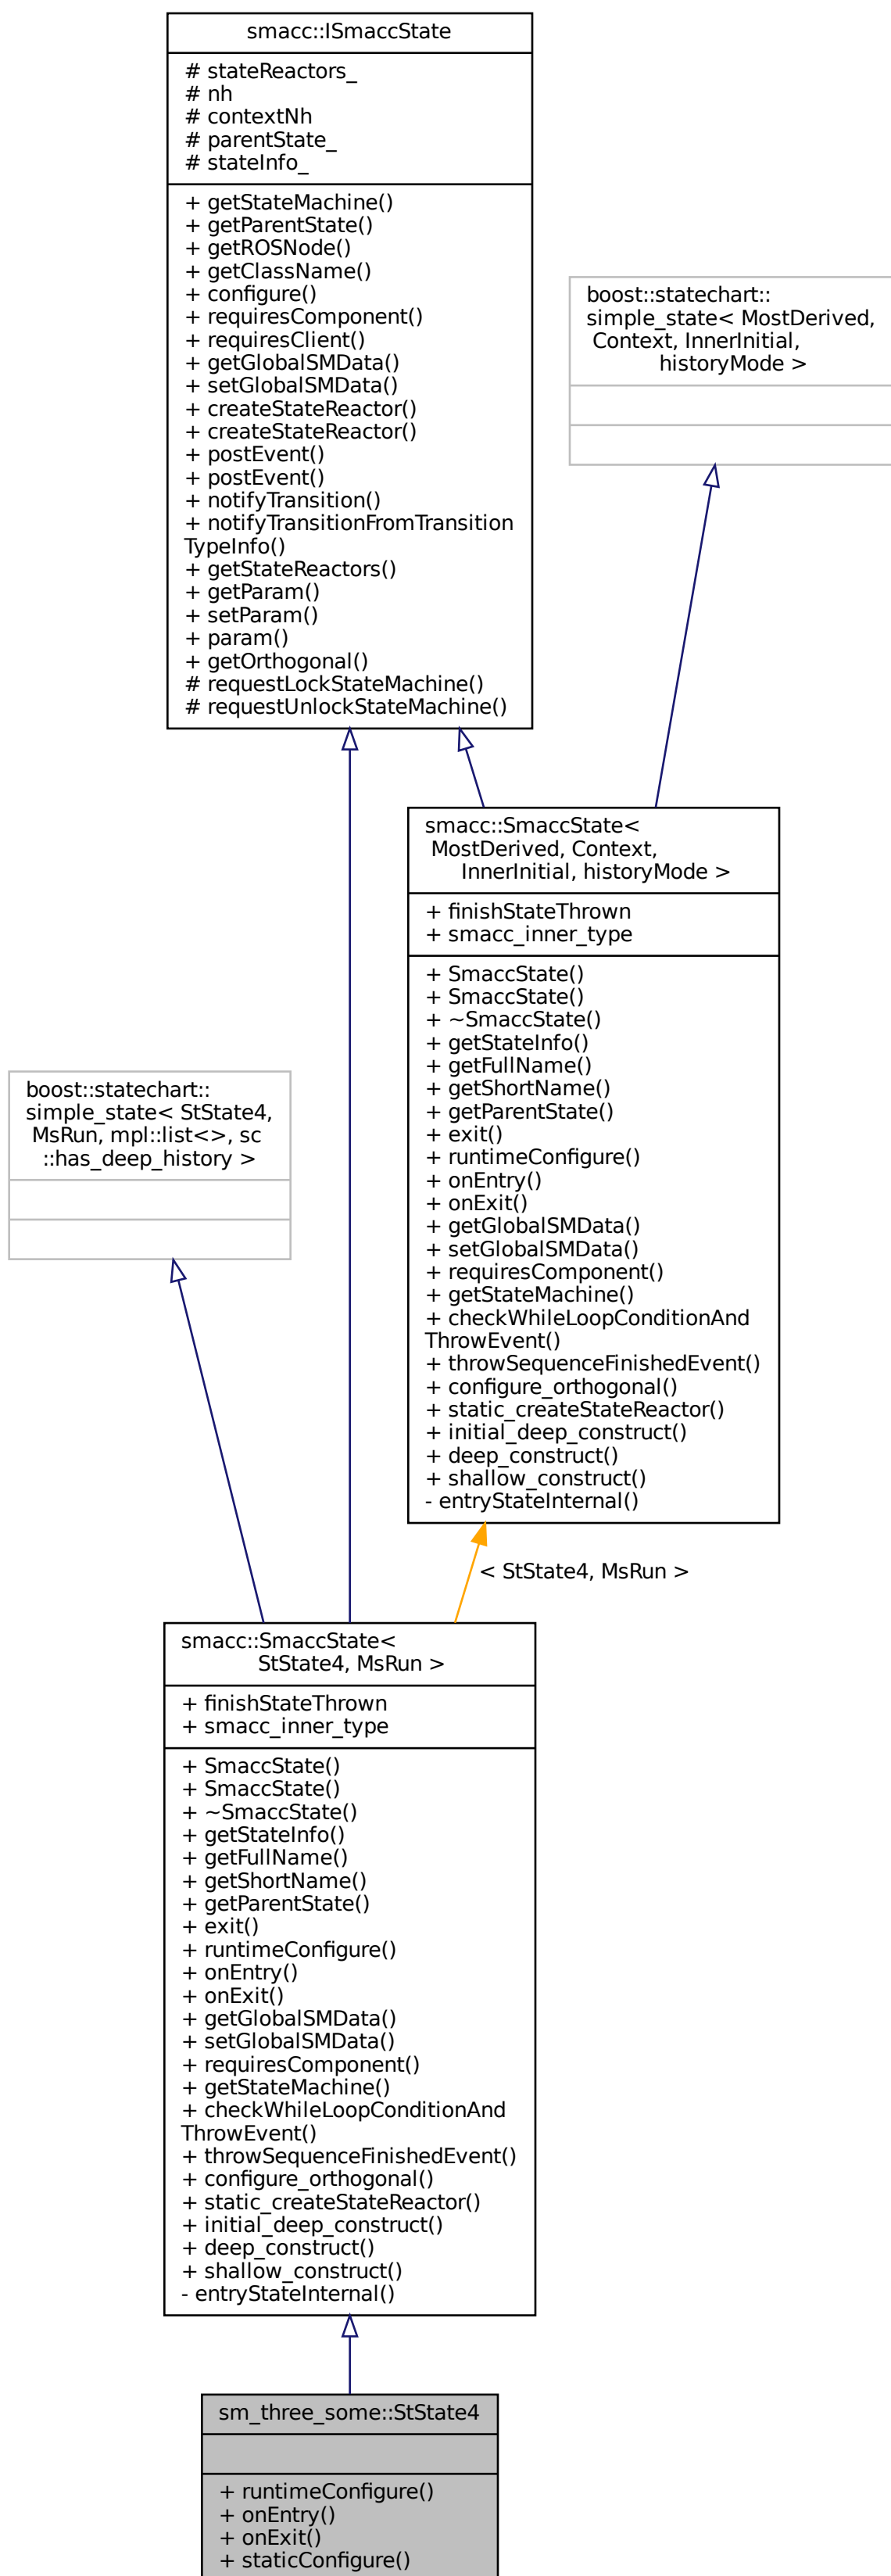 smacc::ISmaccState
# stateReactors_
# nh
# contextNh
# parentState_
# stateInfo_
+ getStateMachine()
+ getParentState()
+ getROSNode()
+ getClassName()
+ configure()
+ requiresComponent()
+ requiresClient()
+ getGlobalSMData()
+ setGlobalSMData()
+ createStateReactor()
+ createStateReactor()
+ postEvent()
+ postEvent()
+ notifyTransition()
+ notifyTransitionFromTransition
TypeInfo()
+ getStateReactors()
+ getParam()
+ setParam()
+ param()
+ getOrthogonal()
# requestLockStateMachine()
# requestUnlockStateMachine()
boost::statechart::
simple_state< MostDerived,
Context, InnerInitial,
historyMode >
smacc::SmaccState<
MostDerived, Context,
InnerInitial, historyMode >
+ finishStateThrown
+ smacc_inner_type
+ SmaccState()
+ SmaccState()
+ ~SmaccState()
+ getStateInfo()
+ getFullName()
+ getShortName()
+ getParentState()
+ exit()
+ runtimeConfigure()
+ onEntry()
+ onExit()
+ getGlobalSMData()
+ setGlobalSMData()
+ requiresComponent()
+ getStateMachine()
+ checkWhileLoopConditionAnd
ThrowEvent()
+ throwSequenceFinishedEvent()
+ configure_orthogonal()
+ static_createStateReactor()
+ initial_deep_construct()
+ deep_construct()
+ shallow_construct()
- entryStateInternal()
boost::statechart::
simple_state< StState4,
MsRun, mpl::list<>, sc
::has_deep_history >
< StState4, MsRun >
smacc::SmaccState<
StState4, MsRun >
+ finishStateThrown
+ smacc_inner_type
+ SmaccState()
+ SmaccState()
+ ~SmaccState()
+ getStateInfo()
+ getFullName()
+ getShortName()
+ getParentState()
+ exit()
+ runtimeConfigure()
+ onEntry()
+ onExit()
+ getGlobalSMData()
+ setGlobalSMData()
+ requiresComponent()
+ getStateMachine()
+ checkWhileLoopConditionAnd
ThrowEvent()
+ throwSequenceFinishedEvent()
+ configure_orthogonal()
+ static_createStateReactor()
+ initial_deep_construct()
+ deep_construct()
+ shallow_construct()
- entryStateInternal()
sm_three_some::StState4
+ runtimeConfigure()
+ onEntry()
+ onExit()
+ staticConfigure()